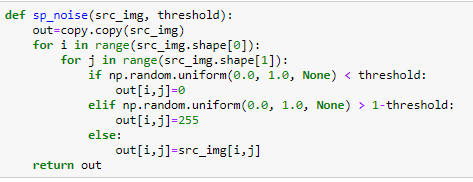 def sp_noise(src_img, threshold):
    out=copy.copy(src_img)
    for i in range(src_img.shape[0]):
        for j in range(src_img.shape[1]):
            if np.random.uniform(0.0, 1.0, None) < threshold:
                out[i,j]=0
            elif np.random.uniform(0.0, 1.0, None) > 1-threshold:
                out[i,j]=255
            else:
                out[i,j]=src_img[i,j]
    return out